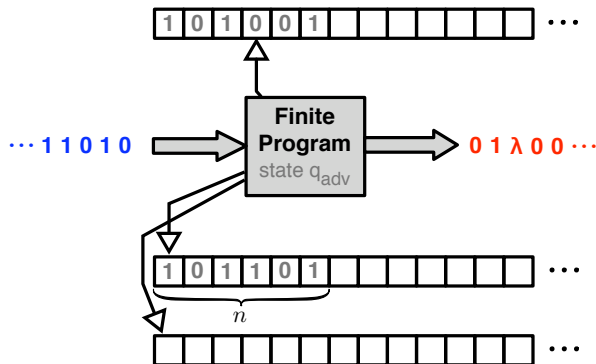 1 0 1 0 0 1 ···
Finite
Program
state q_adv
··· 1 1 0 1 0
0 1 λ 0 0 ···
1 0 1 1 0 1 ···
n
···